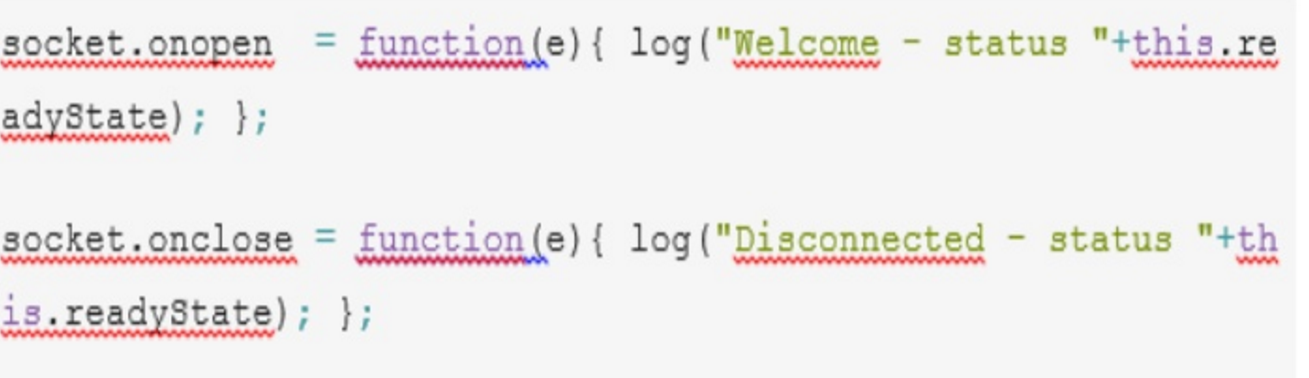 socket.onopen  = function(e){ log("Welcome - status "+this.re
adyState); };
socket.onclose = function(e){ log("Disconnected - status "+th
is.readyState); };